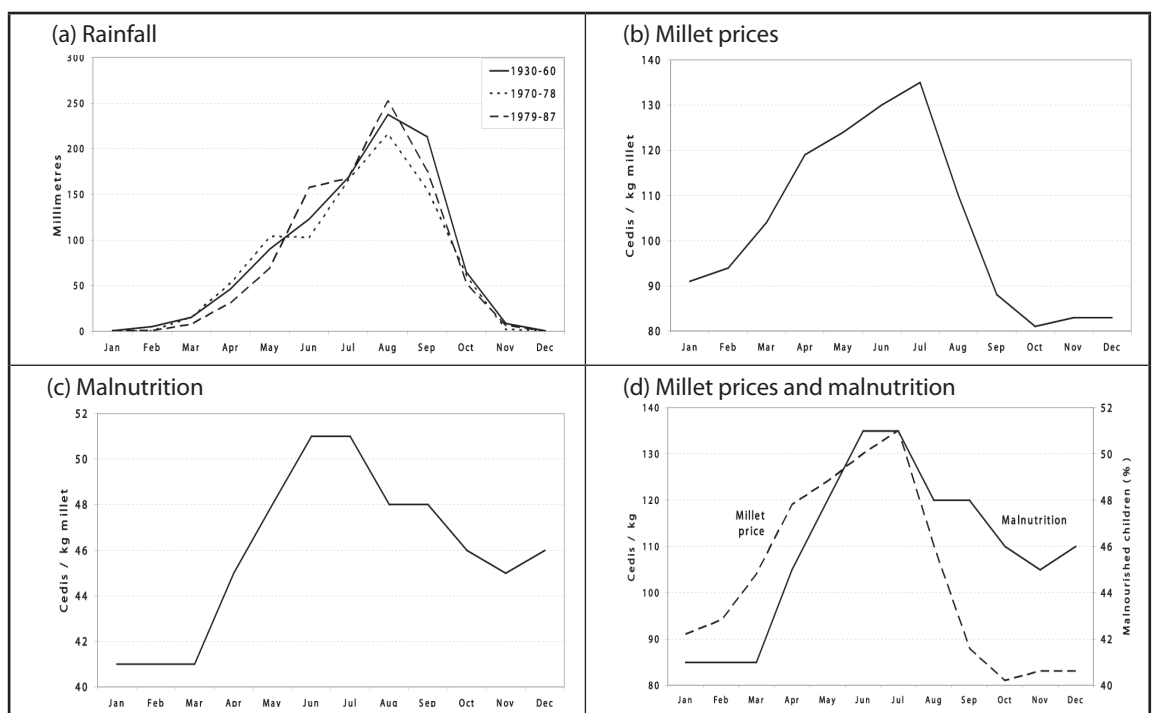 (a) Rainfall
300
250
200
150
100
50
0
Millimetres
1930-60
1970-78
1979-87
Jan Feb Mar Apr May Jun Jul Aug Sep Oct Nov Dec
(b) Millet prices
140
130
120
110
100
90
80
Cedis / kg millet
Jan Feb Mar Apr May Jun Jul Aug Sep Oct Nov Dec
(c) Malnutrition
52
50
48
46
44
41
40
Cedis / kg millet
Jan Feb Mar Apr May Jun Jul Aug Sep Oct Nov Dec
(d) Millet prices and malnutrition
140
130
120
110
100
90
80
Cedis / kg
Millet
price
Malnutrition
52
50
48
46
44
42
40
Malnourished children (%)
Jan Feb Mar Apr May Jun Jul Aug Sep Oct Nov Dec